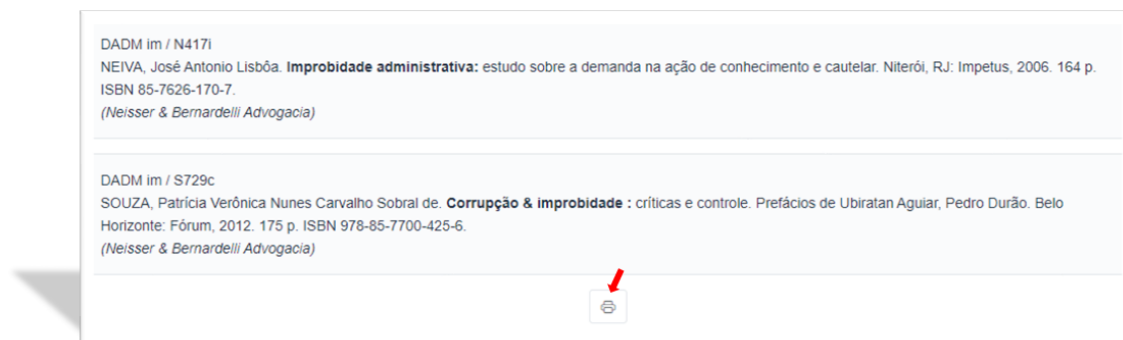 DADM im / N417i
NEIVA, José Antonio Lisbôa. Improbidade administrativa: estudo sobre a demanda na ação de conhecimento e cautelar. Niterói, RJ: Impetus, 2006. 164 p.
ISBN 85-7626-170-7.
(Neisser & Bernardelli Advogacia)
DADM im / S729c
SOUZA, Patrícia Verônica Nunes Carvalho Sobral de. Corrupção & improbidade : críticas e controle. Prefácios de Ubiratan Aguiar, Pedro Durão. Belo
Horizonte: Fórum, 2012. 175 p. ISBN 978-85-7700-425-6.
(Neisser & Bernardelli Advogacia)